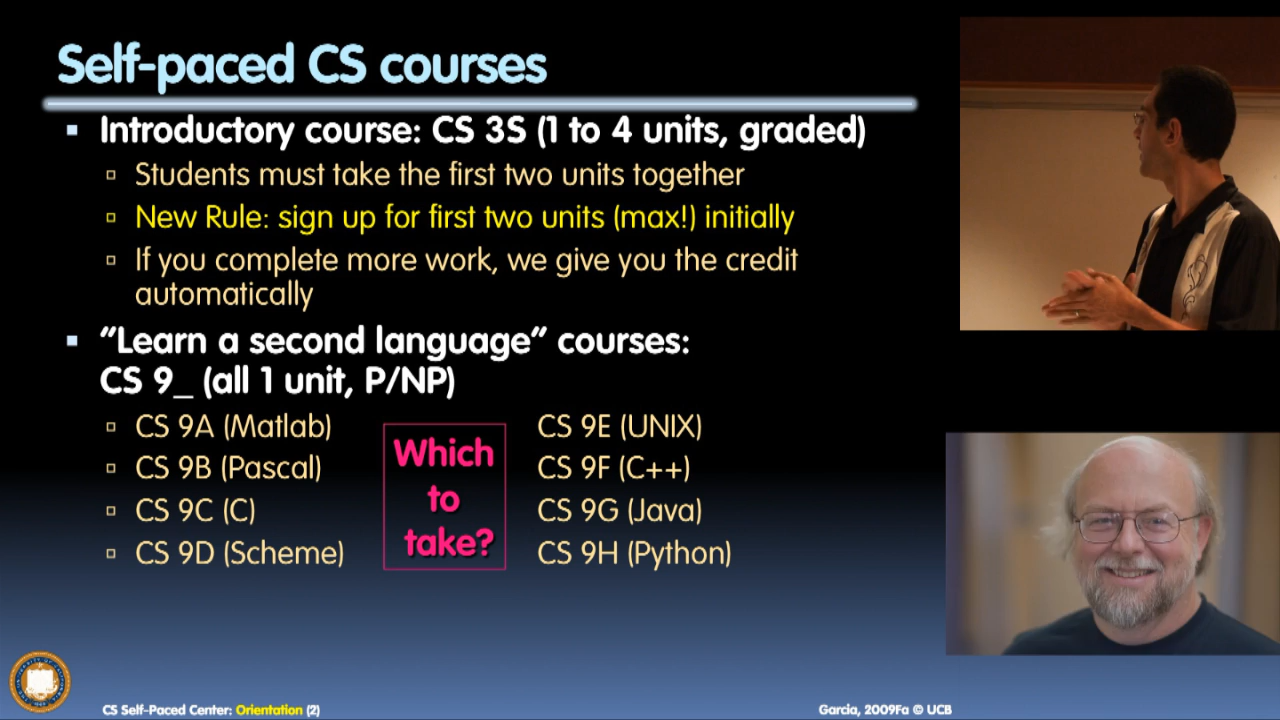 Self-paced CS courses
Introductory course: CS 3S (1 to 4 units, graded)
Students must take the first two units together
New Rule: sign up for first two units (max!) initially
If you complete more work, we give you the credit
automatically
"Learn a second language" courses:
CS 9_ (all 1 unit, P/NP)
CS 9A (Matlab)
CS 9B (Pascal)
CS 9C (C)
CS 9D (Scheme)
Which
to
take?
CS 9E (UNIX)
CS 9F (C++)
CS 9G (Java)
CS 9H (Python)
CS Self-Paced Center: Orientation (2)
Garcia, 2009Fa © UCB